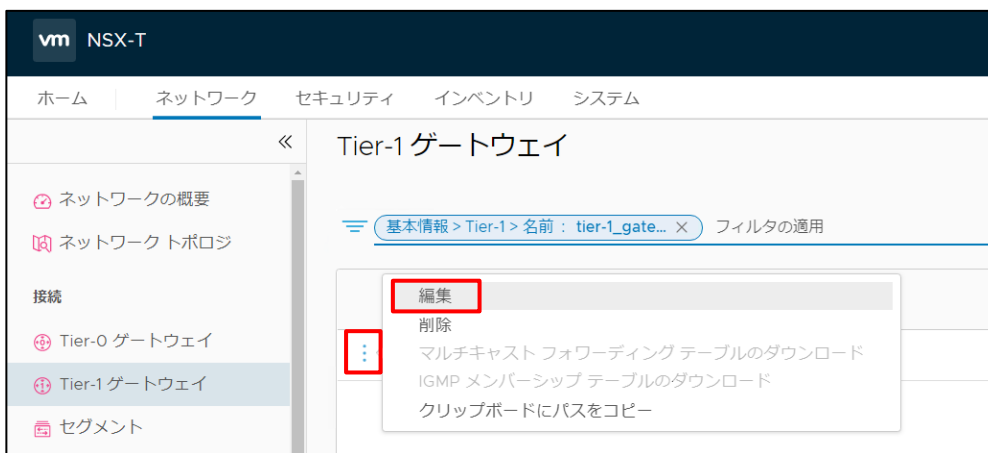 vm NSX-T
ホーム ネットワーク セキュリティ インベントリ システム
«
Tier-1 ゲートウェイ
ネットワークの概要
ネットワーク トポロジ
基本情報 > Tier-1 > 名前 : tier-1_gate... × フィルタの適用
接続
Tier-0 ゲートウェイ
Tier-1 ゲートウェイ
セグメント
編集
削除
マルチキャスト フォワーディング テーブルのダウンロード
IGMP メンバーシップ テーブルのダウンロード
クリップボードにパスをコピー